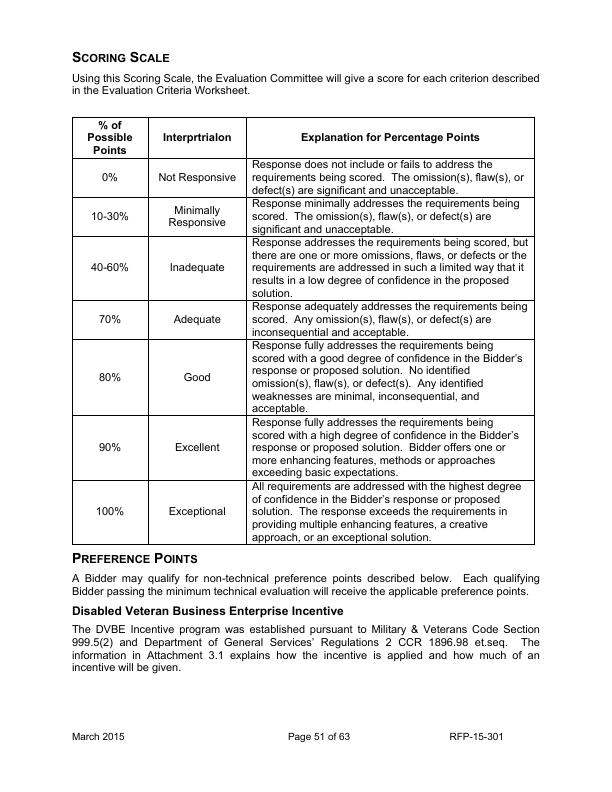 SCORING SCALE
Using this Scoring Scale, the Evaluation Committee will give a score for each criterion described
in the Evaluation Criteria Worksheet.
% of
Possible
Points
Interprtrialon
Explanation for Percentage Points
0%
Not Responsive
Response does not include or fails to address the
requirements being scored.  The omission(s), flaw(s), or
defect(s) are significant and unacceptable.
10-30%
Minimally
Responsive
Response minimally addresses the requirements being
scored.  The omission(s), flaw(s), or defect(s) are
significant and unacceptable.
40-60%
Inadequate
Response addresses the requirements being scored, but
there are one or more omissions, flaws, or defects or the
requirements are addressed in such a limited way that it
results in a low degree of confidence in the proposed
solution.
70%
Adequate
Response adequately addresses the requirements being
scored.  Any omission(s), flaw(s), or defect(s) are
inconsequential and acceptable.
80%
Good
Response fully addresses the requirements being
scored with a good degree of confidence in the Bidder's
response or proposed solution.  No identified
omission(s), flaw(s), or defect(s).  Any identified
weaknesses are minimal, inconsequential, and
acceptable.
90%
Excellent
Response fully addresses the requirements being
scored with a high degree of confidence in the Bidder's
response or proposed solution.  Bidder offers one or
more enhancing features, methods or approaches
exceeding basic expectations.
100%
Exceptional
All requirements are addressed with the highest degree
of confidence in the Bidder's response or proposed
solution.  The response exceeds the requirements in
providing multiple enhancing features, a creative
approach, or an exceptional solution.
PREFERENCE POINTS
A Bidder may qualify for non-technical preference points described below.  Each qualifying
Bidder passing the minimum technical evaluation will receive the applicable preference points.
Disabled Veteran Business Enterprise Incentive
The DVBE Incentive program was established pursuant to Military & Veterans Code Section
999.5(2) and Department of General Services' Regulations 2 CCR 1896.98 et.seq.  The
information in Attachment 3.1 explains how the incentive is applied and how much of an
incentive will be given.
March 2015
Page 51 of 63
RFP-15-301